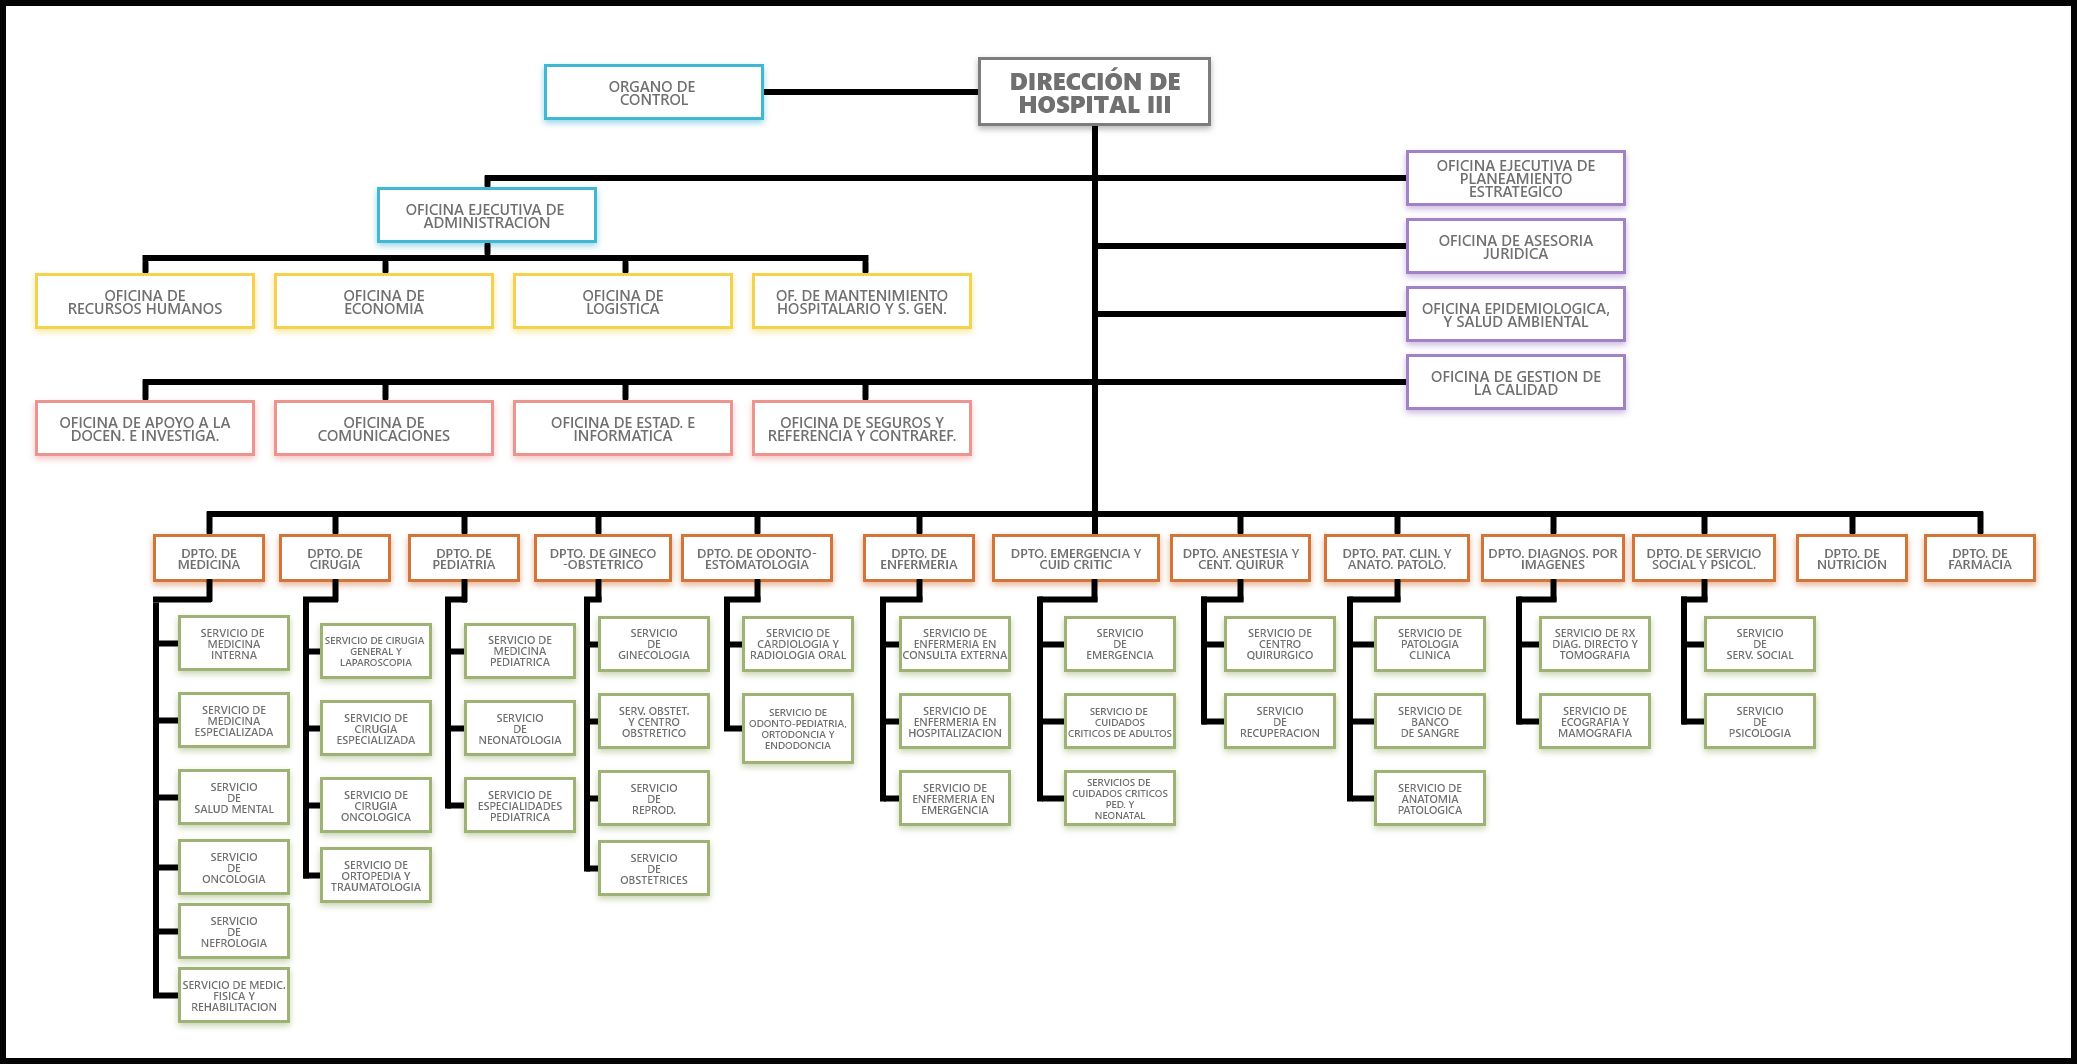 ORGANO DE
CONTROL
DIRECCIÓN DE
HOSPITAL III
OFICINA EJECUTIVA DE
PLANEAMIENTO
ESTRATEGICO
OFICINA EJECUTIVA DE
ADMINISTRACION
OFICINA DE ASESORIA
JURIDICA
OFICINA DE
RECURSOS HUMANOS
OFICINA DE
ECONOMIA
OFICINA DE
LOGISTICA
OF. DE MANTENIMIENTO
HOSPITALARIO Y S. GEN.
OFICINA EPIDEMIOLOGICA,
Y SALUD AMBIENTAL
OFICINA DE GESTION DE
LA CALIDAD
OFICINA DE APOYO A LA
DOCEN. E INVESTIGA.
OFICINA DE
COMUNICACIONES
OFICINA DE ESTAD. E
INFORMATICA
OFICINA DE SEGUROS Y
REFERENCIA Y CONTRAREF.
DPTO. DE
MEDICINA
DPTO. DE
CIRUGIA
DPTO. DE
PEDIATRIA
DPTO. DE GINECO
-OBSTETRICO
DPTO. DE ODONTO-
ESTOMATOLOGIA
DPTO. DE
ENFERMERIA
DPTO. EMERGENCIA Y
CUID CRITIC
DPTO. ANESTESIA Y
CENT. QUIRUR
DPTO. PAT. CLIN. Y
ANATO. PATOLO.
DPTO. DIAGNOS. POR
IMAGENES
DPTO. DE SERVICIO
SOCIAL Y PSICOL.
DPTO. DE
NUTRICION
DPTO. DE
FARMACIA
SERVICIO DE
MEDICINA
INTERNA
SERVICIO DE
MEDICINA
ESPECIALIZADA
SERVICIO
DE
SALUD MENTAL
SERVICIO
DE
ONCOLOGIA
SERVICIO
DE
NEFROLOGIA
SERVICIO DE MEDIC.
FISICA Y
REHABILITACION
SERVICIO DE CIRUGIA
GENERAL Y
LAPAROSCOPIA
SERVICIO DE
CIRUGIA
ESPECIALIZADA
SERVICIO DE
CIRUGIA
ONCOLOGICA
SERVICIO DE
ORTOPEDIA Y
TRAUMATOLOGIA
SERVICIO DE
MEDICINA
PEDIATRICA
SERVICIO
DE
NEONATOLOGIA
SERVICIO DE
ESPECIALIDADES
PEDIATRICA
SERVICIO
DE
GINECOLOGIA
SERV. OBSTET.
Y CENTRO
OBSTRETICO
SERVICIO
DE
REPROD.
SERVICIO
DE
OBSTETRICES
SERVICIO DE
CARDIOLOGIA Y
RADIOLOGIA ORAL
SERVICIO DE
ODONTO-PEDIATRIA,
ORTODONCIA Y
ENDODONCIA
SERVICIO DE
ENFERMERIA EN
CONSULTA EXTERNA
SERVICIO DE
ENFERMERIA EN
HOSPITALIZACION
SERVICIO DE
ENFERMERIA EN
EMERGENCIA
SERVICIO
DE
EMERGENCIA
SERVICIO DE
CUIDADOS
CRITICOS DE ADULTOS
SERVICIOS DE
CUIDADOS CRITICOS
PED. Y
NEONATAL
SERVICIO DE
CENTRO
QUIRURGICO
SERVICIO
DE
RECUPERACION
SERVICIO DE
PATOLOGIA
CLINICA
SERVICIO DE
BANCO
DE SANGRE
SERVICIO DE
ANATOMIA
PATOLOGICA
SERVICIO DE RX
DIAG. DIRECTO Y
TOMOGRAFIA
SERVICIO DE
ECOGRAFIA Y
MAMOGRAFIA
SERVICIO
DE
SERV. SOCIAL
SERVICIO
DE
PSICOLOGIA